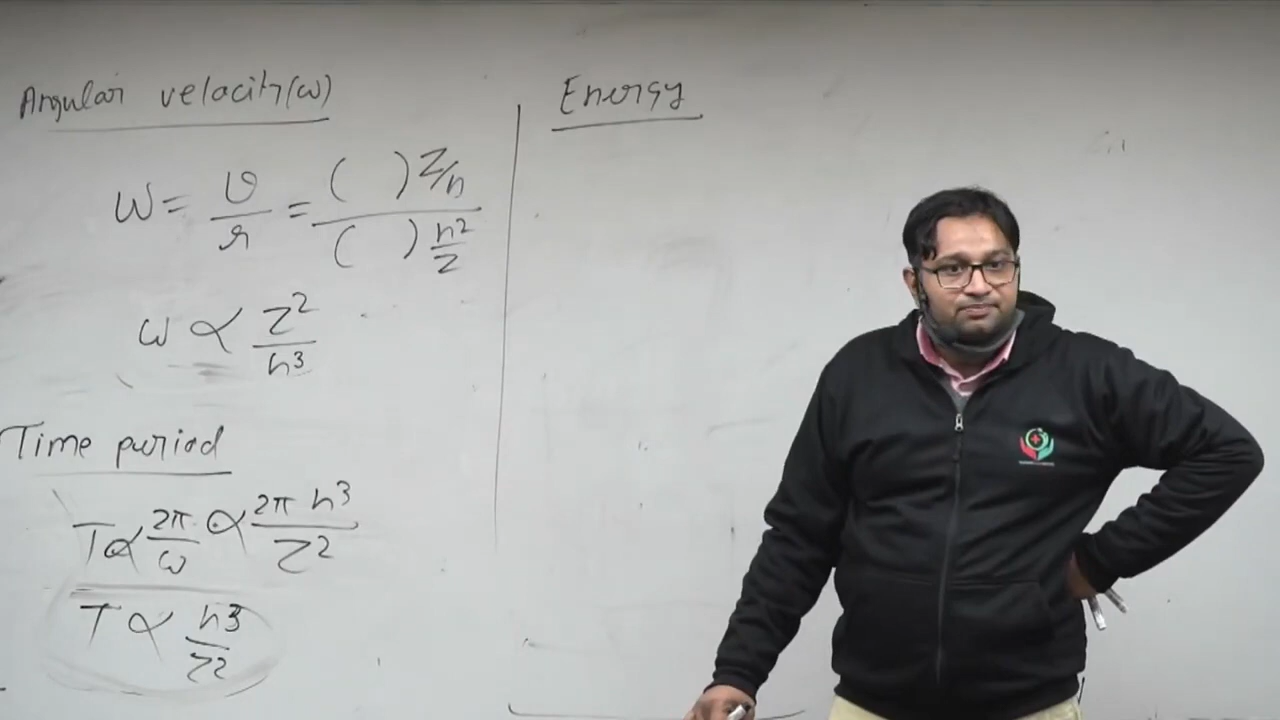 Angular velocity (ω)
ω = v/r = ( ) Z/n / ( ) n²/Z
ω ∝ Z²/n³
Time period
T ∝ 2π/ω ∝ 2π n³/Z²
T ∝ n³/Z²
Energy